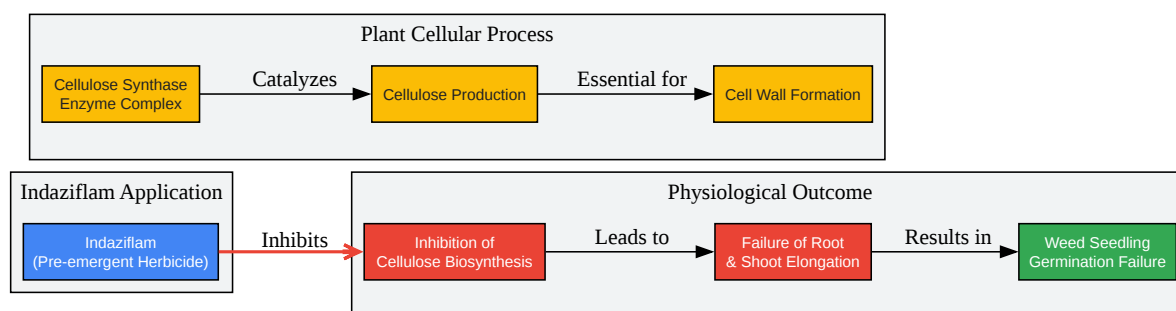 Plant Cellular Process
Cellulose Synthase
Enzyme Complex
Catalyzes
Cellulose Production
Essential for
Cell Wall Formation
Indaziflam Application
Indaziflam
(Pre-emergent Herbicide)
Inhibits
Physiological Outcome
Inhibition of
Cellulose Biosynthesis
Leads to
Failure of Root
& Shoot Elongation
Results in
Weed Seedling
Germination Failure